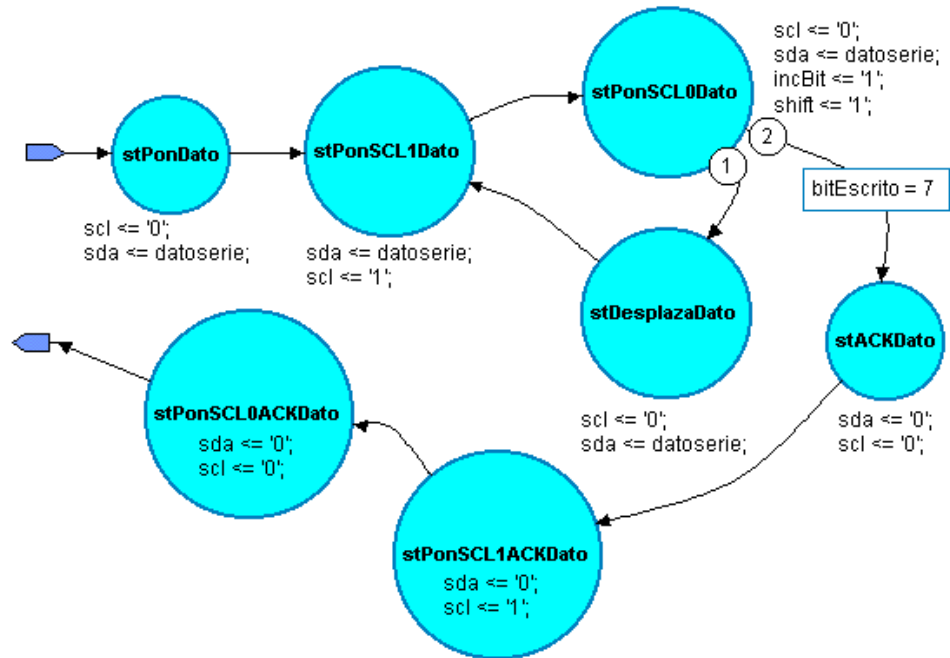 stPonDato
scl <= '0';
sda <= datoserie;
stPonSCL1Dato
sda <= datoserie;
scl <= '1';
stPonSCL0Dato
scl <= '0';
sda <= datoserie;
incBit <= '1';
shift <= '1';
1
2
bitEscrito = 7
stDesplazaDato
scl <= '0';
sda <= datoserie;
stACKDato
sda <= '0';
scl <= '0';
stPonSCL1ACKDato
sda <= '0';
scl <= '1';
stPonSCL0ACKDato
sda <= '0';
scl <= '0';